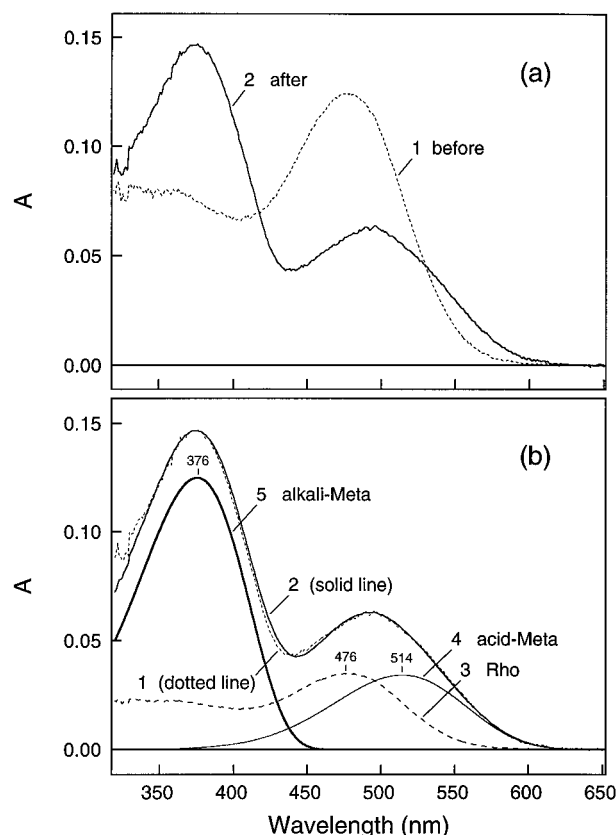 0.15
(a)
2 after
1 before
0.10
A
0.05
0.00
0.15
(b)
376
5 alkali-Meta
0.10
2 (solid line)
A
4 acid-Meta
0.05
476
514
1 (dotted line)
3 Rho
0.00
350 400 450 500 550 600 650
Wavelength (nm)